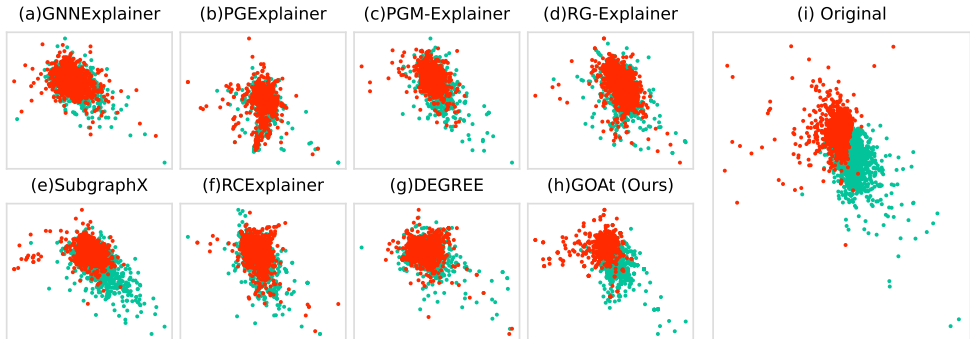 (a)GNNExplainer
(b)PGExplainer
(c)PGM-Explainer
(d)RG-Explainer
(i) Original
(e)SubgraphX
(f)RCExplainer
(g)DEGREE
(h)GOAt (Ours)